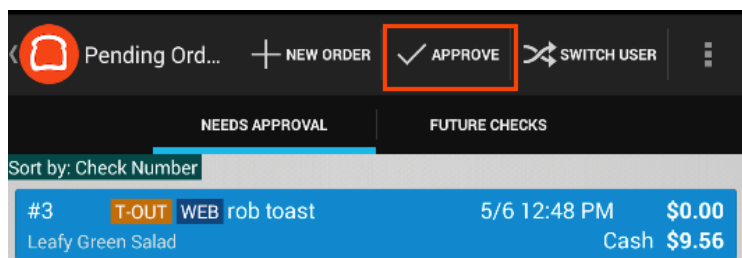 Pending Ord... NEW ORDER APPROVE SWITCH USER
NEEDS APPROVAL FUTURE CHECKS
Sort by: Check Number
#3 T-OUT WEB rob toast 5/6 12:48 PM $0.00
Leafy Green Salad Cash $9.56